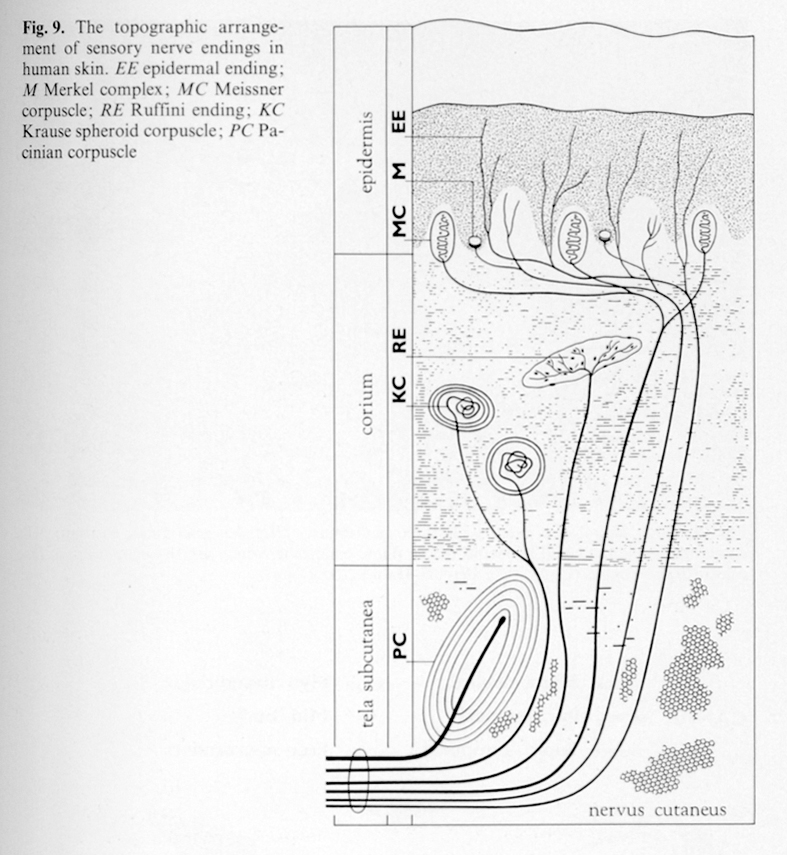 Fig. 9. The topographic arrange-
ment of sensory nerve endings in
human skin. EE epidermal ending;
M Merkel complex; MC Meissner
corpuscle; RE Ruffini ending; KC
Krause spheroid corpuscle; PC Pa-
cinian corpuscle
epidermis
EE
M
MC
corium
RE
KC
tela subcutanea
PC
nervus cutaneus